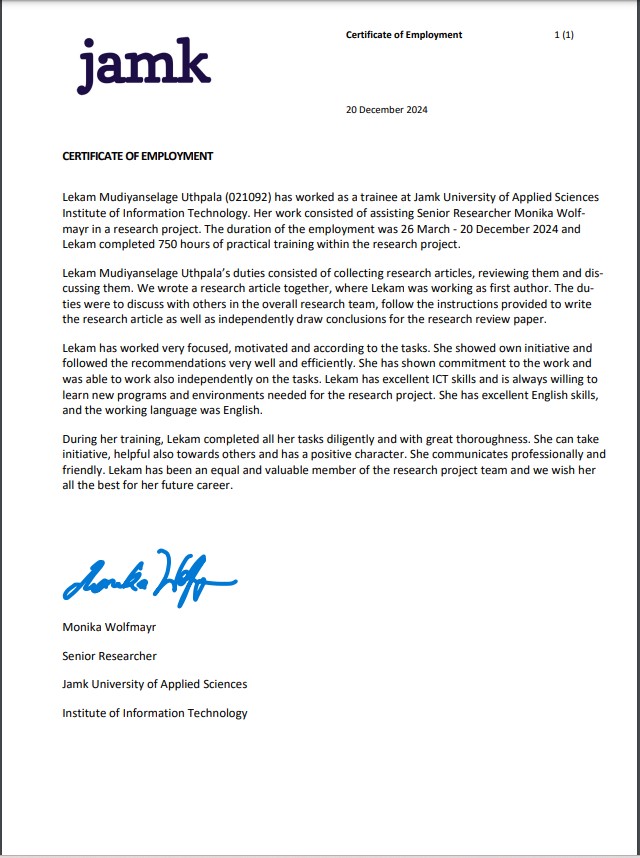 jamk
Certificate of Employment 1 (1)
20 December 2024
CERTIFICATE OF EMPLOYMENT
Lekam Mudiyanselage Uthpala (021092) has worked as a trainee at Jamk University of Applied Sciences
Institute of Information Technology. Her work consisted of assisting Senior Researcher Monika Wolf-
mayr in a research project. The duration of the employment was 26 March - 20 December 2024 and
Lekam completed 750 hours of practical training within the research project.
Lekam Mudiyanselage Uthpala's duties consisted of collecting research articles, reviewing them and dis-
cussing them. We wrote a research article together, where Lekam was working as first author. The du-
ties were to discuss with others in the overall research team, follow the instructions provided to write
the research article as well as independently draw conclusions for the research review paper.
Lekam has worked very focused, motivated and according to the tasks. She showed own initiative and
followed the recommendations very well and efficiently. She has shown commitment to the work and
was able to work also independently on the tasks. Lekam has excellent ICT skills and is always willing to
learn new programs and environments needed for the research project. She has excellent English skills,
and the working language was English.
During her training, Lekam completed all her tasks diligently and with great thoroughness. She can take
initiative, helpful also towards others and has a positive character. She communicates professionally and
friendly. Lekam has been an equal and valuable member of the research project team and we wish her
all the best for her future career.
Monika Wolfmayr
Senior Researcher
Jamk University of Applied Sciences
Institute of Information Technology